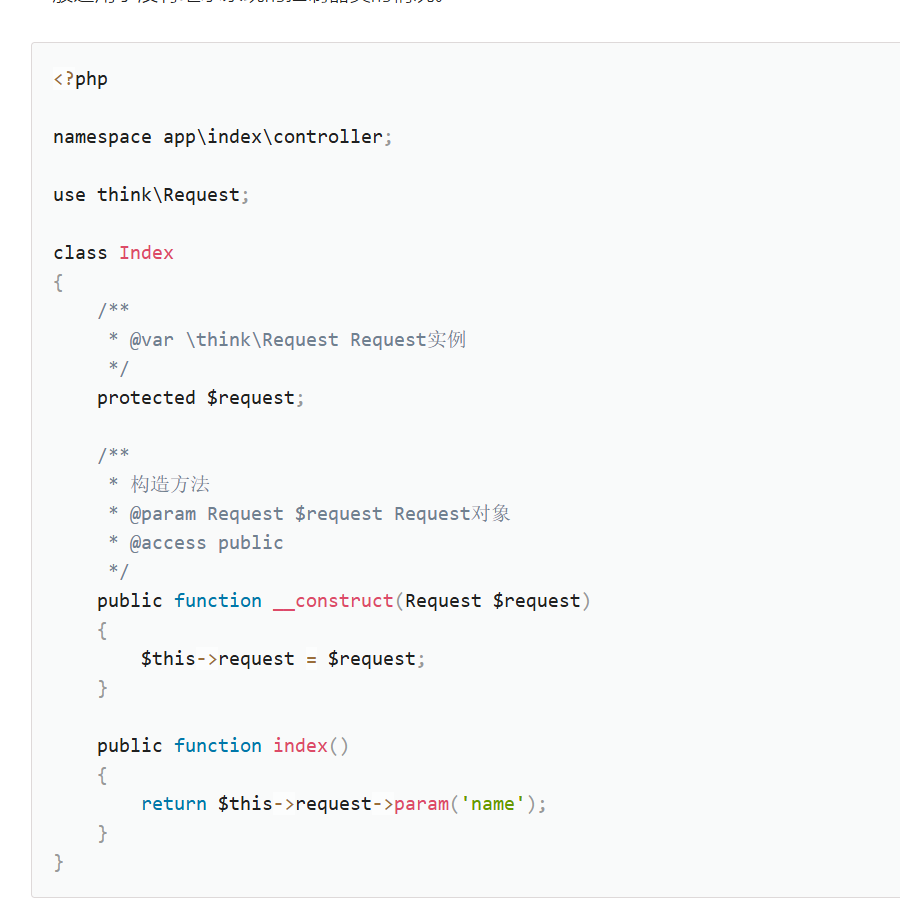 <?php
namespace app\index\controller;
use think\Request;
class Index
{
/**
* @var \think\Request Request实例
*/
protected $request;
/**
* 构造方法
* @param Request $request Request对象
* @access public
*/
public function __construct(Request $request)
{
$this->request = $request;
}
public function index()
{
return $this->request->param('name');
}
}